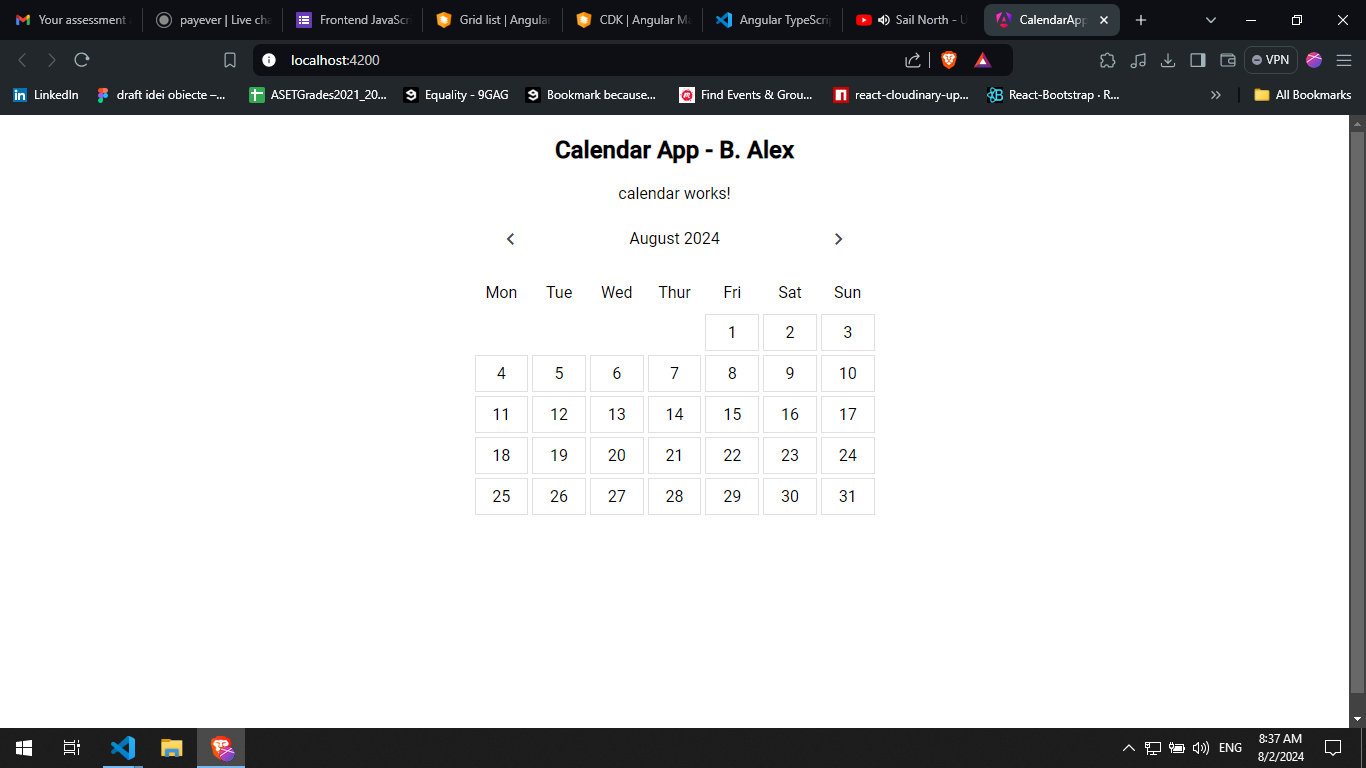 Your assessment
payever | Live cha
Frontend JavaScr
Grid list | Angular
CDK | Angular Ma
Angular TypeScrip
Sail North - U
CalendarApp
localhost:4200
VPN
LinkedIn
draft idei obiecte –...
ASETGrades2021_20...
Equality - 9GAG
Bookmark because...
Find Events & Grou...
react-cloudinary-up...
React-Bootstrap · R...
All Bookmarks
Calendar App - B. Alex
calendar works!
August 2024
Mon Tue Wed Thur Fri Sat Sun
1 2 3
4 5 6 7 8 9 10
11 12 13 14 15 16 17
18 19 20 21 22 23 24
25 26 27 28 29 30 31
ENG
8:37 AM
8/2/2024